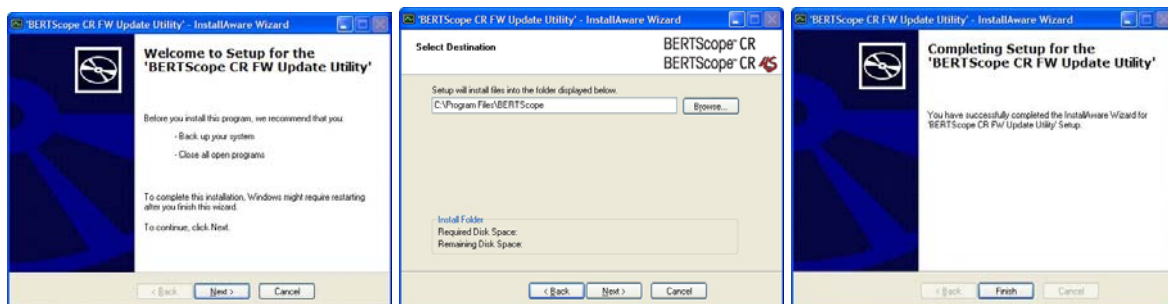 'BERTScope CR FW Update Utility' - InstallAware Wizard
Welcome to Setup for the
'BERTScope CR FW Update Utility'
Before you install this program, we recommend that you:
- Back up your system
- Close all open programs
To complete this installation, Windows might require restarting
after you finish this wizard.
To continue, click Next.
< Back
Next >
Cancel
'BERTScope CR FW Update Utility' - InstallAware Wizard
Select Destination
BERTScope™ CR
BERTScope™ CR
Setup will install files into the folder displayed below.
C:\Program Files\BERTScope
Browse...
Install Folder
Required Disk Space:
Remaining Disk Space:
< Back
Next >
Cancel
'BERTScope CR FW Update Utility' - InstallAware Wizard
Completing Setup for the
'BERTScope CR FW Update Utility'
You have successfully completed the InstallAware Wizard for
'BERTScope CR FW Update Utility' Setup.
< Back
Finish
Cancel